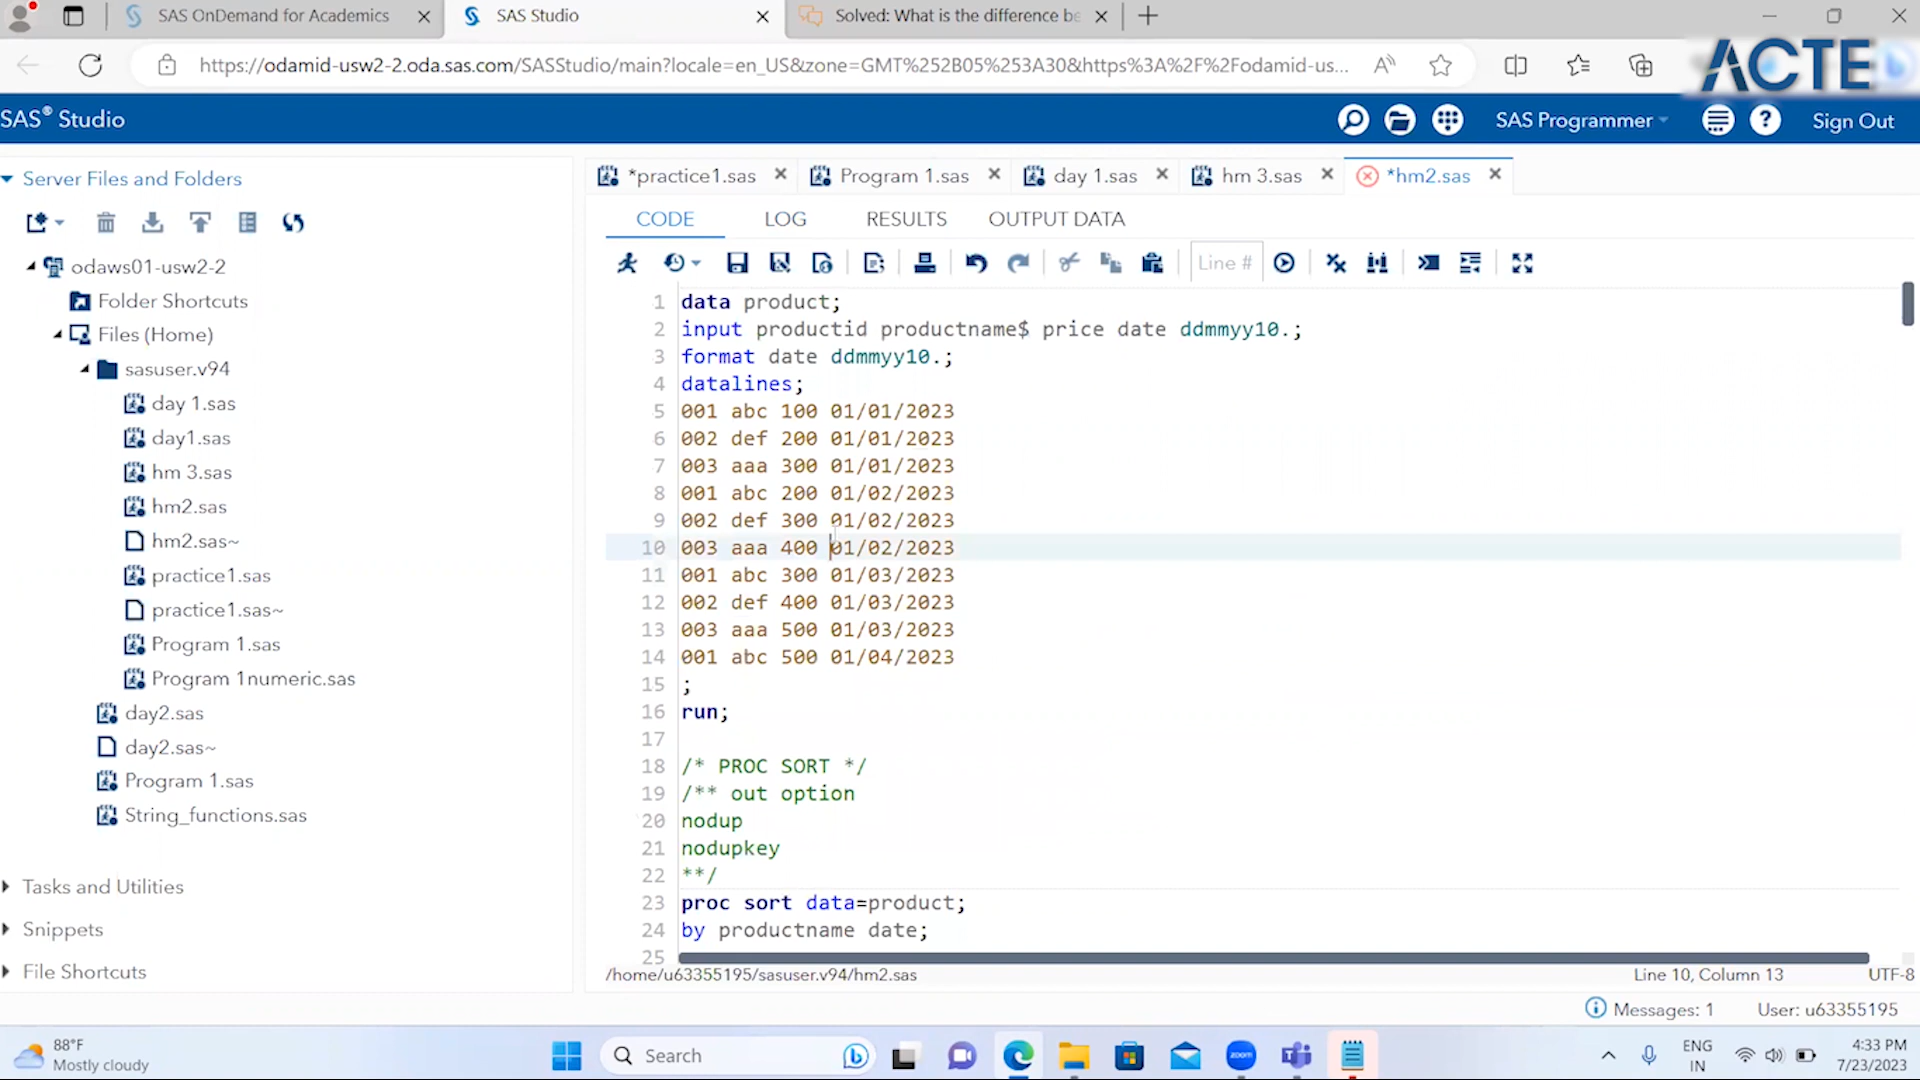 SAS OnDemand for Academics
SAS Studio
Solved: What is the difference be
https://odamid-usw2-2.oda.sas.com/SASStudio/main?locale=en_US&zone=GMT%252B05%253A30&https%3A%2F%2Fodamid-us...
ACTE
SAS® Studio
SAS Programmer
Sign Out
Server Files and Folders
*practice1.sas
Program 1.sas
day 1.sas
hm 3.sas
*hm2.sas
CODE
LOG
RESULTS
OUTPUT DATA
Line #
odaws01-usw2-2
Folder Shortcuts
Files (Home)
sasuser.v94
day 1.sas
day1.sas
hm 3.sas
hm2.sas
hm2.sas~
practice1.sas
practice1.sas~
Program 1.sas
Program 1numeric.sas
day2.sas
day2.sas~
Program 1.sas
String_functions.sas
Tasks and Utilities
Snippets
File Shortcuts
1 data product;
2 input productid productname$ price date ddmmyy10.;
3 format date ddmmyy10.;
4 datalines;
5 001 abc 100 01/01/2023
6 002 def 200 01/01/2023
7 003 aaa 300 01/01/2023
8 001 abc 200 01/02/2023
9 002 def 300 01/02/2023
10 003 aaa 400 01/02/2023
11 001 abc 300 01/03/2023
12 002 def 400 01/03/2023
13 003 aaa 500 01/03/2023
14 001 abc 500 01/04/2023
15 ;
16 run;
17
18 /* PROC SORT */
19 /** out option
20 nodup
21 nodupkey
22 **/
23 proc sort data=product;
24 by productname date;
25
/home/u63355195/sasuser.v94/hm2.sas
Line 10, Column 13
UTF-8
Messages: 1
User: u63355195
88°F
Mostly cloudy
Search
zoom
ENG
IN
4:33 PM
7/23/2023